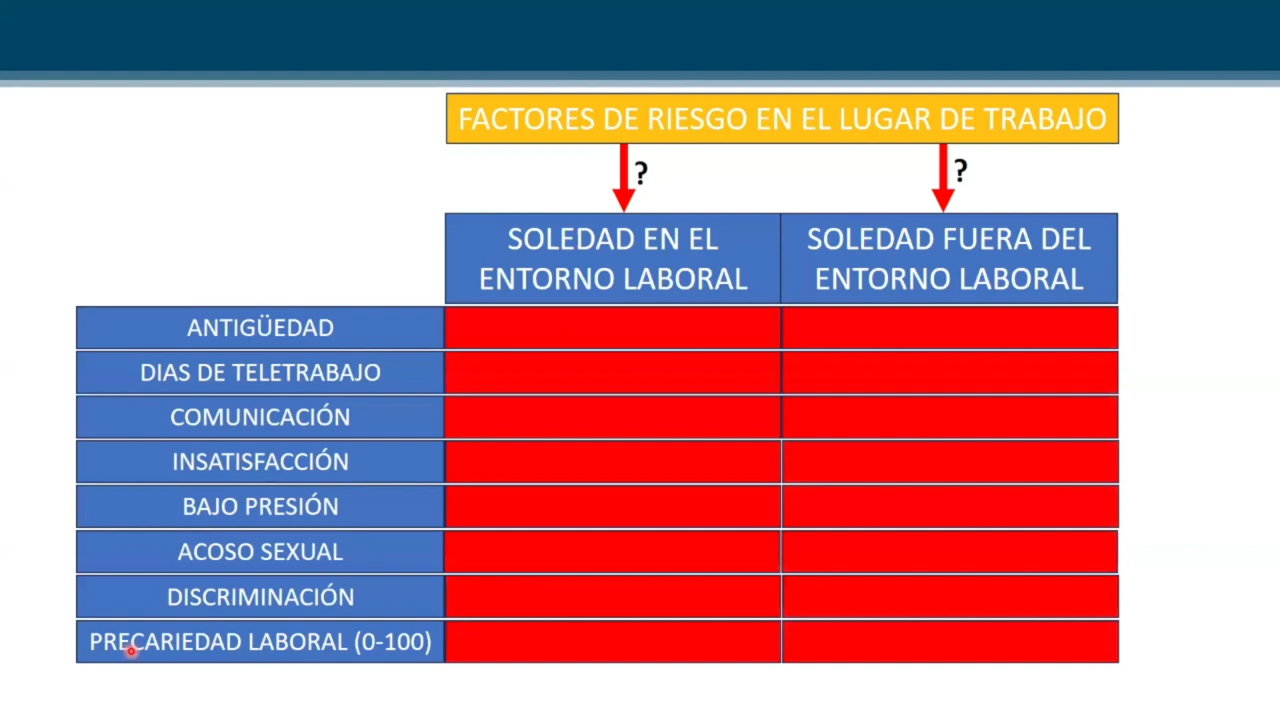 FACTORES DE RIESGO EN EL LUGAR DE TRABAJO
?
?
SOLEDAD EN EL
ENTORNO LABORAL
SOLEDAD FUERA DEL
ENTORNO LABORAL
ANTIGÜEDAD
DIAS DE TELETRABAJO
COMUNICACIÓN
INSATISFACCIÓN
BAJO PRESIÓN
ACOSO SEXUAL
DISCRIMINACIÓN
PRECARIEDAD LABORAL (0-100)